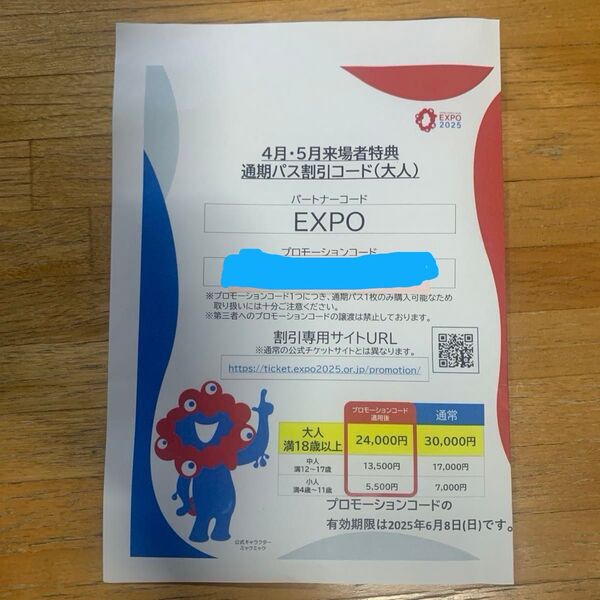 EXPO
2025
4月・5月来場者特典
通期パス割引コード(大人)
パートナーコード
EXPO
プロモーションコード
※プロモーションコード1つにつき、通期パス1枚のみ購入可能なため
取り扱いには十分ご注意ください。
※第三者へのプロモーションコードの譲渡は禁止しております。
割引専用サイトURL
※通常の公式チケットサイトとは異なります。
https://ticket.expo2025.or.jp/promotion/
プロモーションコード
適用後
通常
大人
満18歳以上
24,000円
30,000円
中人
満12~17歳
13,500円
17,000円
小人
満4歳~11歳
5,500円
7,000円
プロモーションコードの
有効期限は2025年6月8日(日)です。
公式キャラクター
ミャクミャク